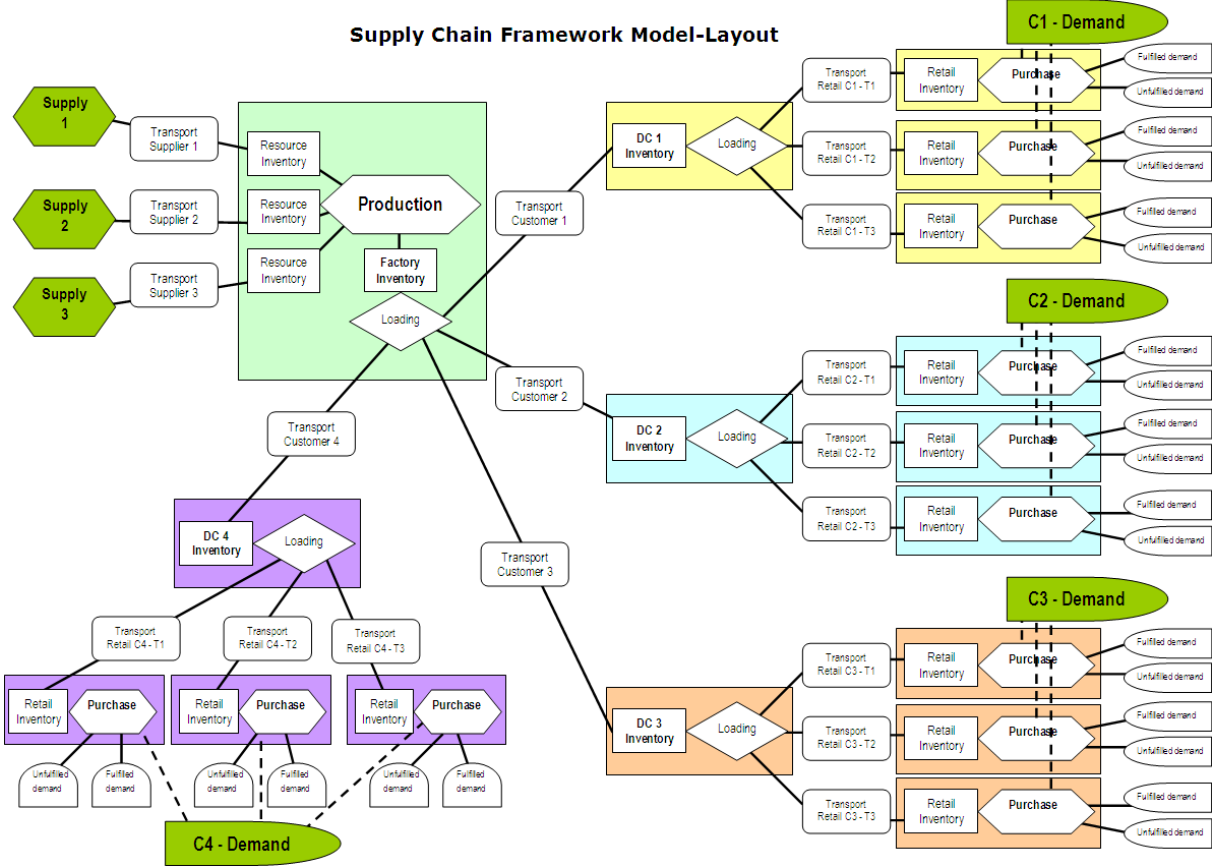 Supply Chain Framework Model-Layout
Supply
1
Transport
Supplier 1
Resource
Inventory
Supply
2
Transport
Supplier 2
Resource
Inventory
Supply
3
Transport
Supplier 3
Resource
Inventory
Production
Factory
Inventory
Loading
Transport
Customer 1
Transport
Customer 2
Transport
Customer 3
Transport
Customer 4
C1 - Demand
DC 1
Inventory
Loading
Transport
Retail C1 - T1
Retail
Inventory
Purchase
Fulfilled demand
Unfulfilled demand
Transport
Retail C1 - T2
Retail
Inventory
Purchase
Fulfilled demand
Unfulfilled demand
Transport
Retail C1 - T3
Retail
Inventory
Purchase
Fulfilled demand
Unfulfilled demand
C2 - Demand
DC 2
Inventory
Loading
Transport
Retail C2 - T1
Retail
Inventory
Purchase
Fulfilled demand
Unfulfilled demand
Transport
Retail C2 - T2
Retail
Inventory
Purchase
Fulfilled demand
Unfulfilled demand
Transport
Retail C2 - T3
Retail
Inventory
Purchase
Fulfilled demand
Unfulfilled demand
C3 - Demand
DC 3
Inventory
Loading
Transport
Retail C3 - T1
Retail
Inventory
Purchase
Fulfilled demand
Unfulfilled demand
Transport
Retail C3 - T2
Retail
Inventory
Purchase
Fulfilled demand
Unfulfilled demand
Transport
Retail C3 - T3
Retail
Inventory
Purchase
Fulfilled demand
Unfulfilled demand
DC 4
Inventory
Loading
Transport
Retail C4 - T1
Transport
Retail C4 - T2
Transport
Retail C4 - T3
Retail
Inventory
Purchase
Retail
Inventory
Purchase
Retail
Inventory
Purchase
Unfulfilled
demand
Fulfilled
demand
Unfulfilled
demand
Fulfilled
demand
Unfulfilled
demand
Fulfilled
demand
C4 - Demand